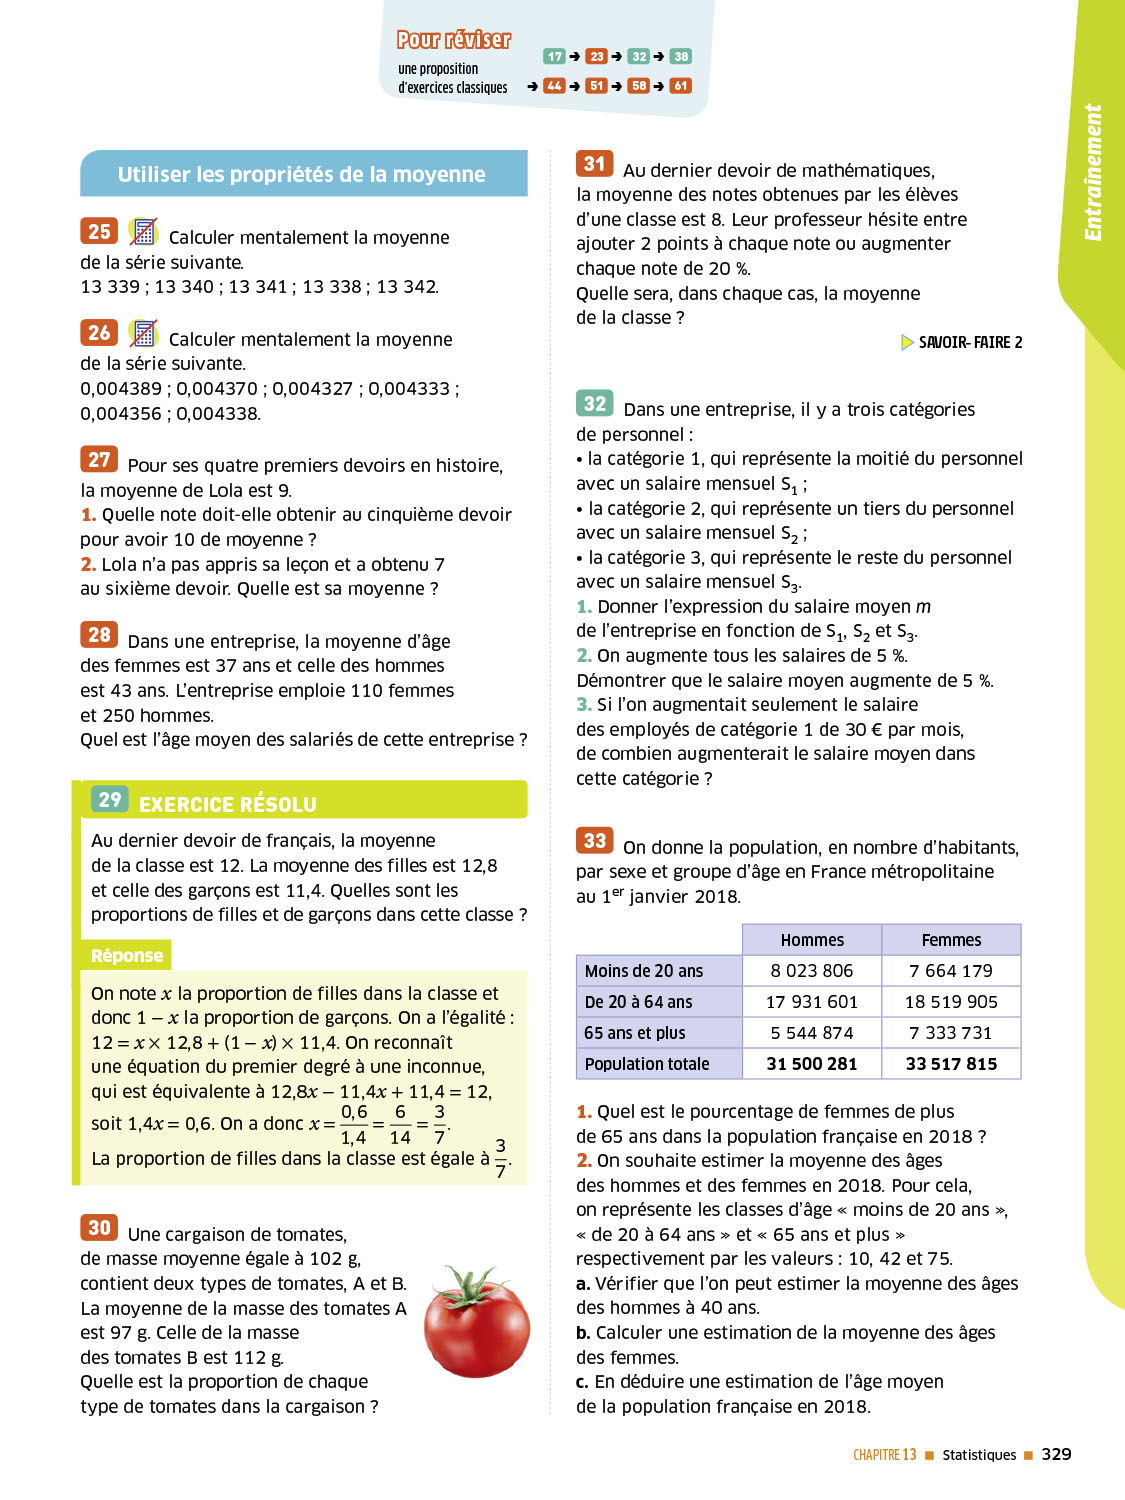 Pour réviser
une proposition
d'exercices classiques
17 ➔ 23 ➔ 32 ➔ 38
➔ 44 ➔ 51 ➔ 58 ➔ 61
Entraînement
Utiliser les propriétés de la moyenne
25 Calculer mentalement la moyenne
de la série suivante.
13 339 ; 13 340 ; 13 341 ; 13 338 ; 13 342.
26 Calculer mentalement la moyenne
de la série suivante.
0,004389 ; 0,004370 ; 0,004327 ; 0,004333 ;
0,004356 ; 0,004338.
27 Pour ses quatre premiers devoirs en histoire,
la moyenne de Lola est 9.
1. Quelle note doit-elle obtenir au cinquième devoir
pour avoir 10 de moyenne ?
2. Lola n'a pas appris sa leçon et a obtenu 7
au sixième devoir. Quelle est sa moyenne ?
28 Dans une entreprise, la moyenne d'âge
des femmes est 37 ans et celle des hommes
est 43 ans. L'entreprise emploie 110 femmes
et 250 hommes.
Quel est l'âge moyen des salariés de cette entreprise ?
29 EXERCICE RÉSOLU
Au dernier devoir de français, la moyenne
de la classe est 12. La moyenne des filles est 12,8
et celle des garçons est 11,4. Quelles sont les
proportions de filles et de garçons dans cette classe ?
Réponse
On note x la proportion de filles dans la classe et
donc 1 − x la proportion de garçons. On a l'égalité :
12 = x × 12,8 + (1 − x) × 11,4. On reconnaît
une équation du premier degré à une inconnue,
qui est équivalente à 12,8x − 11,4x + 11,4 = 12,
soit 1,4x = 0,6. On a donc x = 0,6/1,4 = 6/14 = 3/7.
La proportion de filles dans la classe est égale à 3/7.
30 Une cargaison de tomates,
de masse moyenne égale à 102 g,
contient deux types de tomates, A et B.
La moyenne de la masse des tomates A
est 97 g. Celle de la masse
des tomates B est 112 g.
Quelle est la proportion de chaque
type de tomates dans la cargaison ?
31 Au dernier devoir de mathématiques,
la moyenne des notes obtenues par les élèves
d'une classe est 8. Leur professeur hésite entre
ajouter 2 points à chaque note ou augmenter
chaque note de 20 %.
Quelle sera, dans chaque cas, la moyenne
de la classe ?
SAVOIR-FAIRE 2
32 Dans une entreprise, il y a trois catégories
de personnel :
• la catégorie 1, qui représente la moitié du personnel
avec un salaire mensuel S₁ ;
• la catégorie 2, qui représente un tiers du personnel
avec un salaire mensuel S₂ ;
• la catégorie 3, qui représente le reste du personnel
avec un salaire mensuel S₃.
1. Donner l'expression du salaire moyen m
de l'entreprise en fonction de S₁, S₂ et S₃.
2. On augmente tous les salaires de 5 %.
Démontrer que le salaire moyen augmente de 5 %.
3. Si l'on augmentait seulement le salaire
des employés de catégorie 1 de 30 € par mois,
de combien augmenterait le salaire moyen dans
cette catégorie ?
33 On donne la population, en nombre d'habitants,
par sexe et groupe d'âge en France métropolitaine
au 1er janvier 2018.
Hommes Femmes
Moins de 20 ans 8 023 806 7 664 179
De 20 à 64 ans 17 931 601 18 519 905
65 ans et plus 5 544 874 7 333 731
Population totale 31 500 281 33 517 815
1. Quel est le pourcentage de femmes de plus
de 65 ans dans la population française en 2018 ?
2. On souhaite estimer la moyenne des âges
des hommes et des femmes en 2018. Pour cela,
on représente les classes d'âge « moins de 20 ans »,
« de 20 à 64 ans » et « 65 ans et plus »
respectivement par les valeurs : 10, 42 et 75.
a. Vérifier que l'on peut estimer la moyenne des âges
des hommes à 40 ans.
b. Calculer une estimation de la moyenne des âges
des femmes.
c. En déduire une estimation de l'âge moyen
de la population française en 2018.
CHAPITRE 13 ■ Statistiques ■ 329